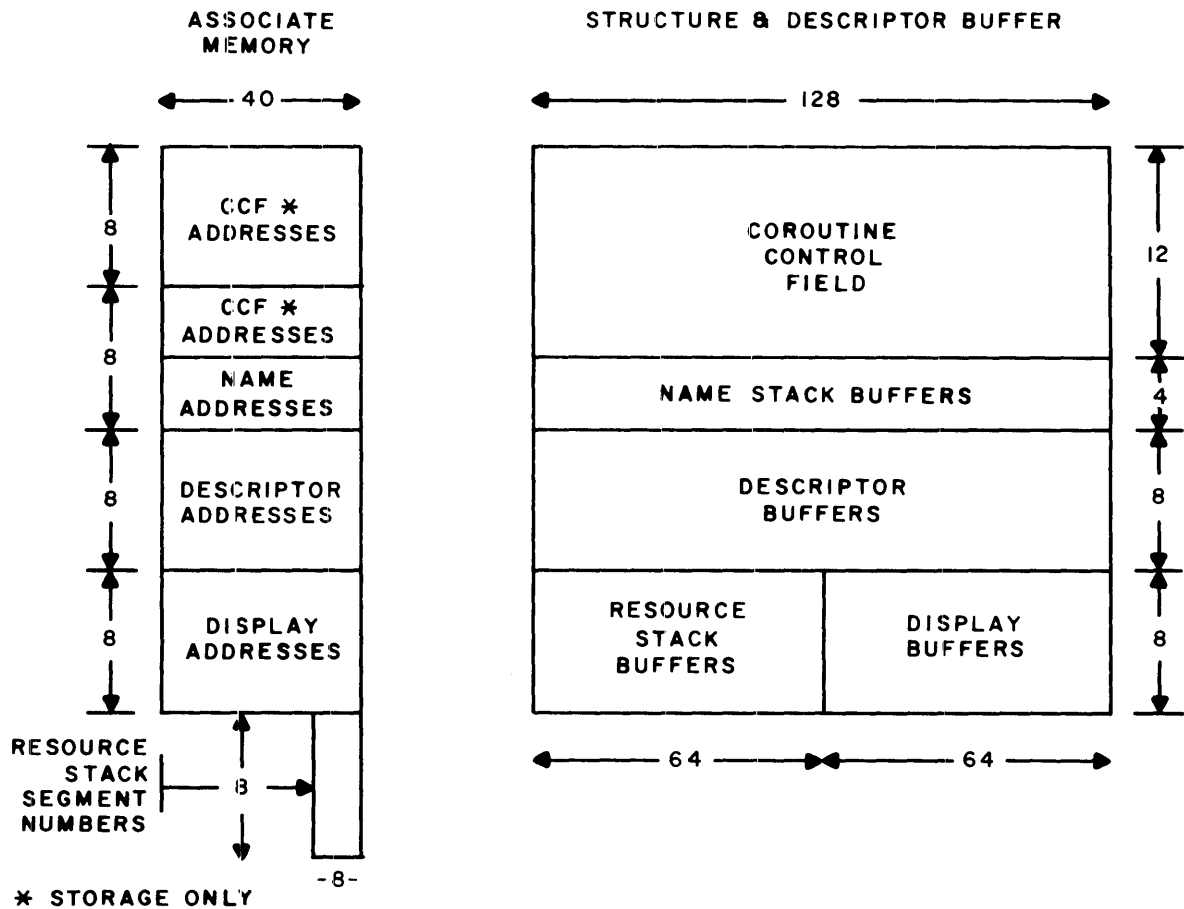 ASSOCIATE
MEMORY
STRUCTURE & DESCRIPTOR BUFFER
40
128
8
CCF *
ADDRESSES
COROUTINE
CONTROL
FIELD
12
8
CCF *
ADDRESSES
NAME
ADDRESSES
NAME STACK BUFFERS
4
8
DESCRIPTOR
ADDRESSES
DESCRIPTOR
BUFFERS
8
8
DISPLAY
ADDRESSES
RESOURCE
STACK
BUFFERS
DISPLAY
BUFFERS
8
RESOURCE
STACK
SEGMENT
NUMBERS
8
64
64
-8-
* STORAGE ONLY